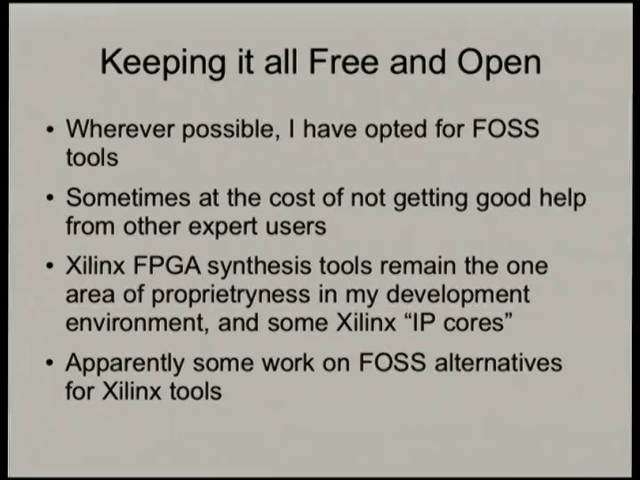 Keeping it all Free and Open
• Wherever possible, I have opted for FOSS
tools
• Sometimes at the cost of not getting good help
from other expert users
• Xilinx FPGA synthesis tools remain the one
area of proprietryness in my development
environment, and some Xilinx “IP cores”
• Apparently some work on FOSS alternatives
for Xilinx tools